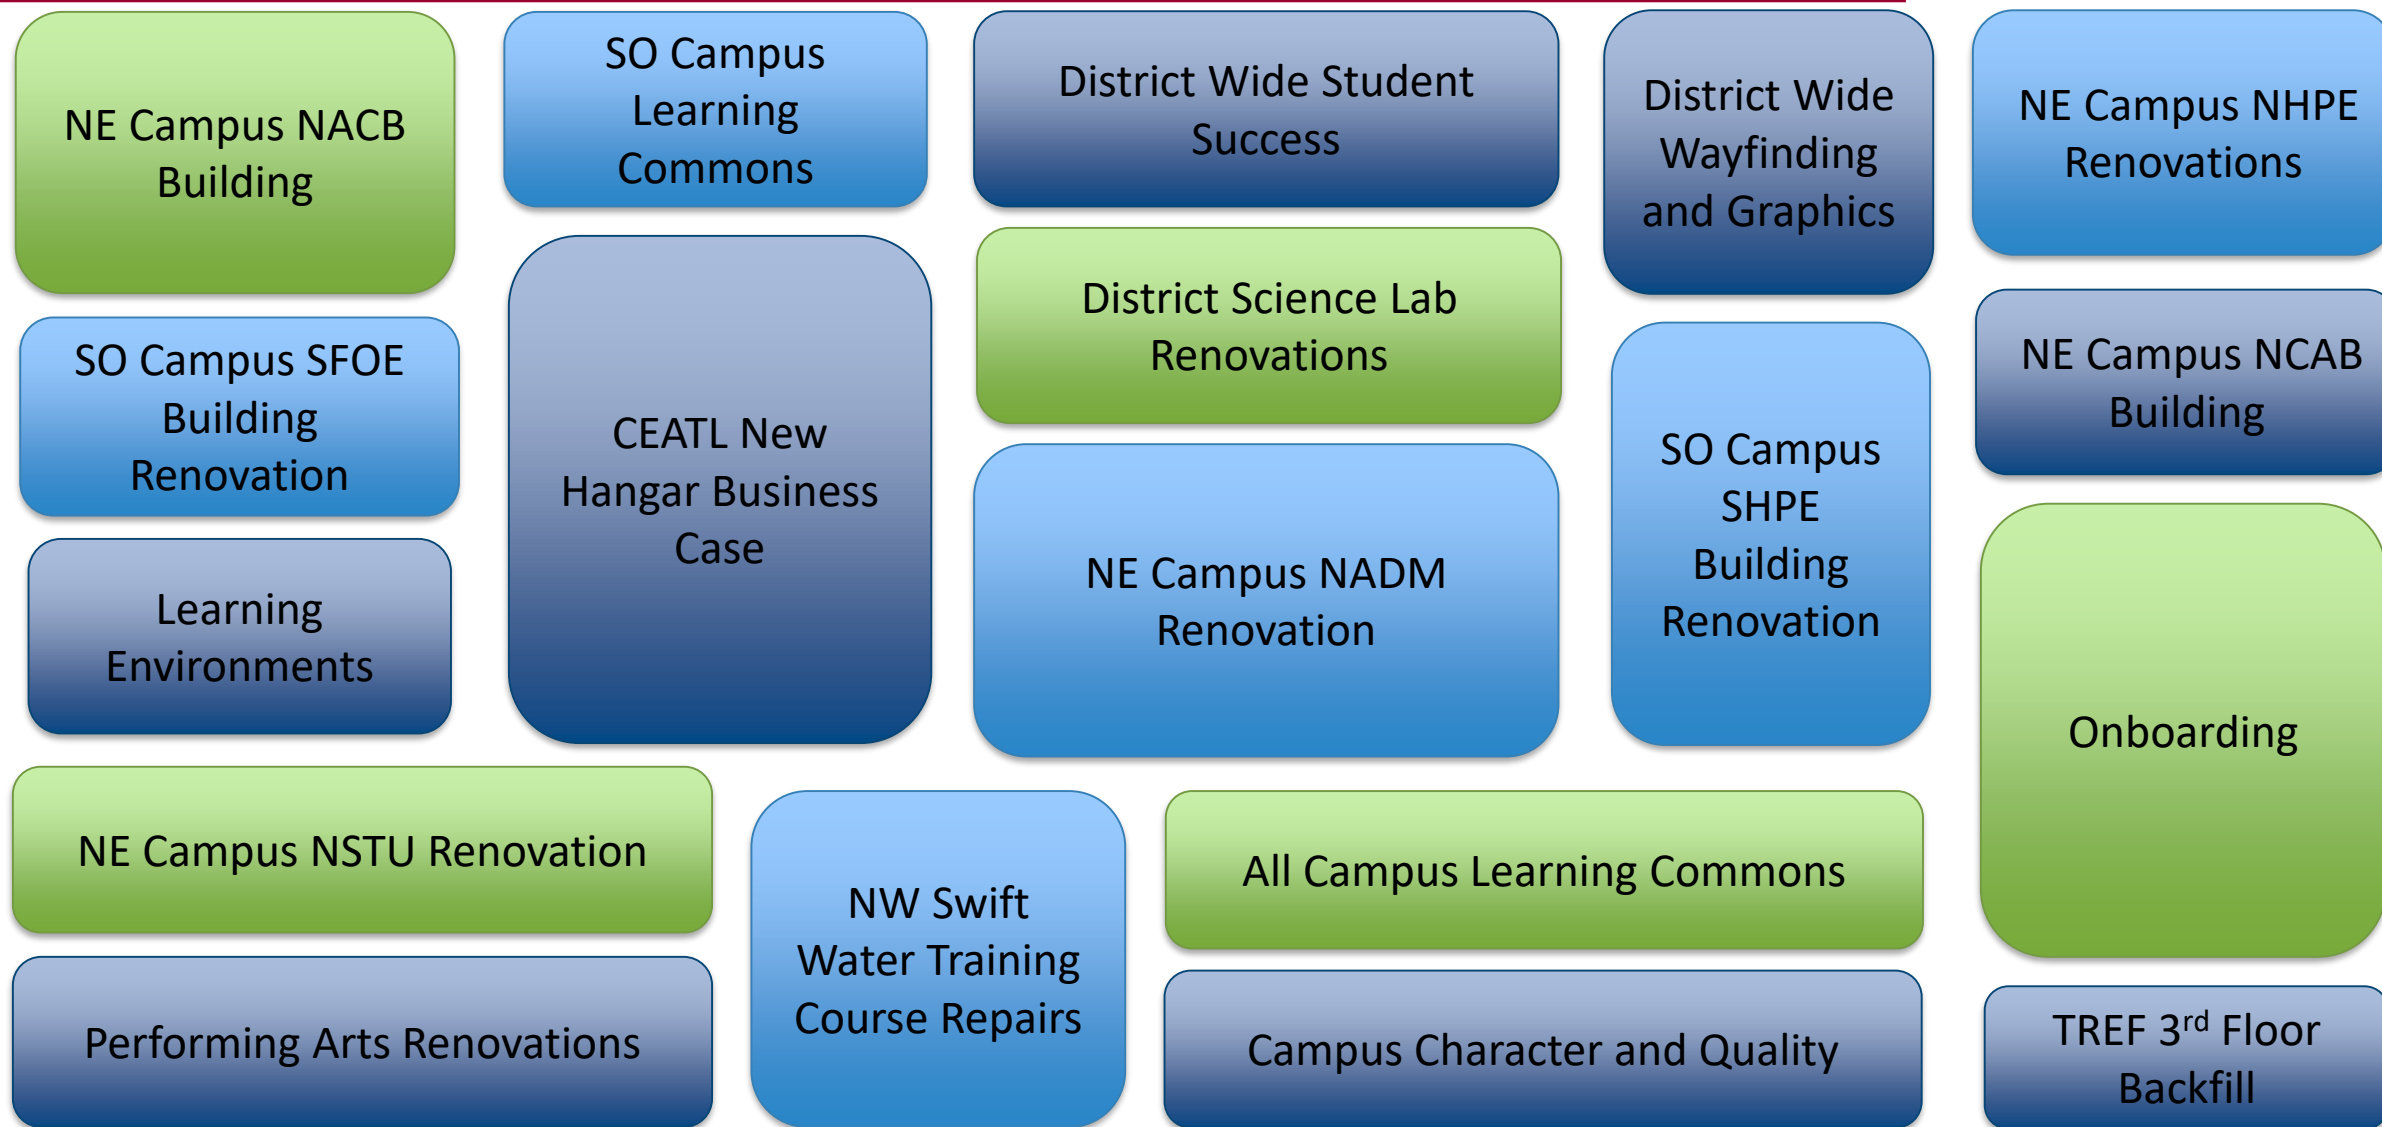 NE Campus NACB
Building
SO Campus
Learning
Commons
District Wide Student
Success
District Wide
Wayfinding
and Graphics
NE Campus NHPE
Renovations
SO Campus SFOE
Building
Renovation
CEATL New
Hangar Business
Case
District Science Lab
Renovations
SO Campus
SHPE
Building
Renovation
NE Campus NCAB
Building
Learning
Environments
NE Campus NADM
Renovation
Onboarding
NE Campus NSTU Renovation
NW Swift
Water Training
Course Repairs
All Campus Learning Commons
Performing Arts Renovations
Campus Character and Quality
TREF 3rd Floor
Backfill